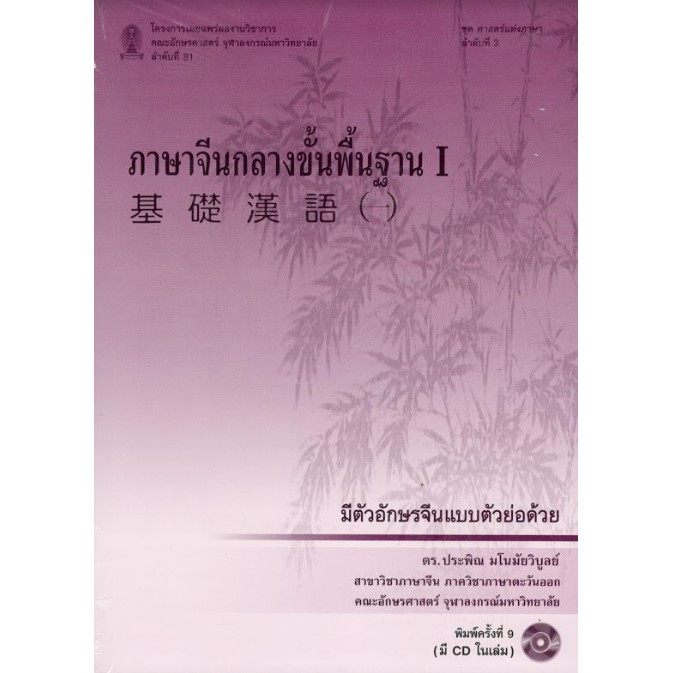 โครงการเผยแพร่ผลงานวิชาการ
คณะอักษรศาสตร์ จุฬาลงกรณ์มหาวิทยาลัย
ลำดับที่ 81
ชุด ศาสตร์แห่งภาษา
ลำดับที่ 3
ภาษาจีนกลางขั้นพื้นฐาน I
基礎漢語(一)
มีตัวอักษรจีนแบบตัวย่อด้วย
ดร.ประพิณ มโนมัยวิบูลย์
สาขาวิชาภาษาจีน ภาควิชาภาษาตะวันออก
คณะอักษรศาสตร์ จุฬาลงกรณ์มหาวิทยาลัย
พิมพ์ครั้งที่ 9
(มี CD ในเล่ม)